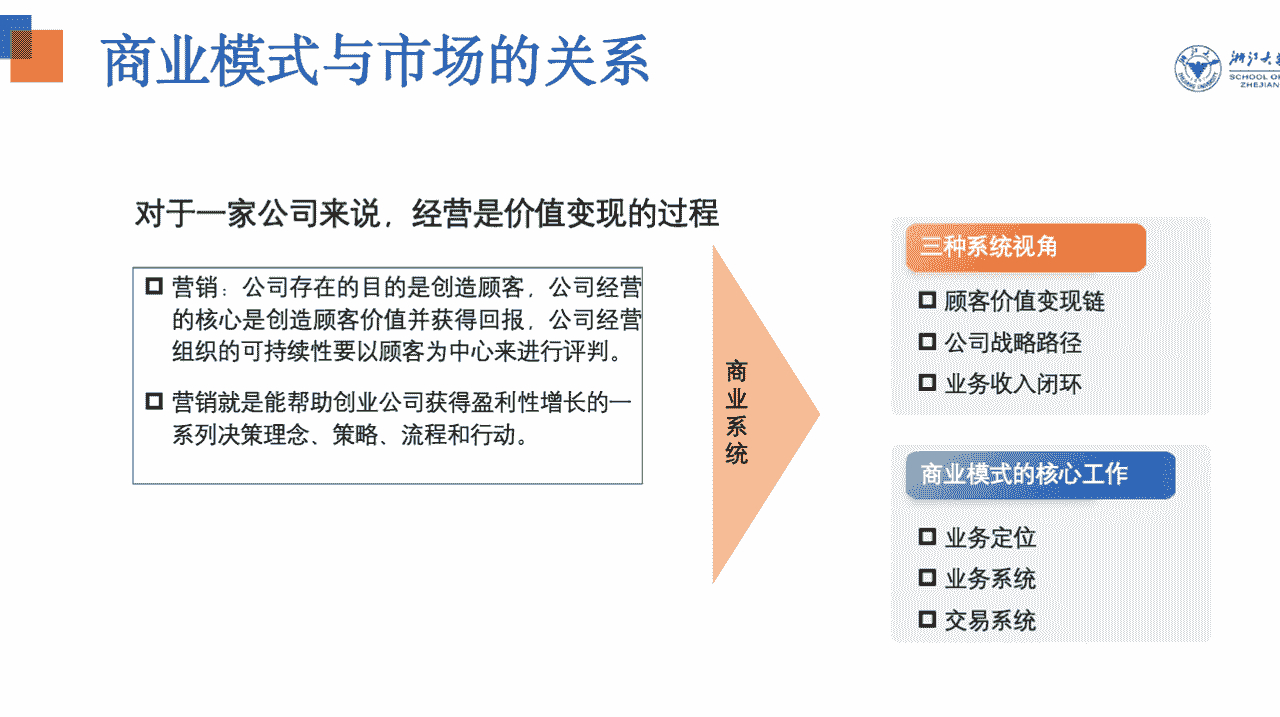 商业模式与市场的关系
浙江大
SCHOOL O
ZHEJIAN
ZHEJIANG UNIVERSITY
对于一家公司来说，经营是价值变现的过程
营销：公司存在的目的是创造顾客，公司经营
的核心是创造顾客价值并获得回报，公司经营
组织的可持续性要以顾客为中心来进行评判。
营销就是能帮助创业公司获得盈利性增长的一
系列决策理念、策略、流程和行动。
商业系统
三种系统视角
顾客价值变现链
公司战略路径
业务收入闭环
商业模式的核心工作
业务定位
业务系统
交易系统